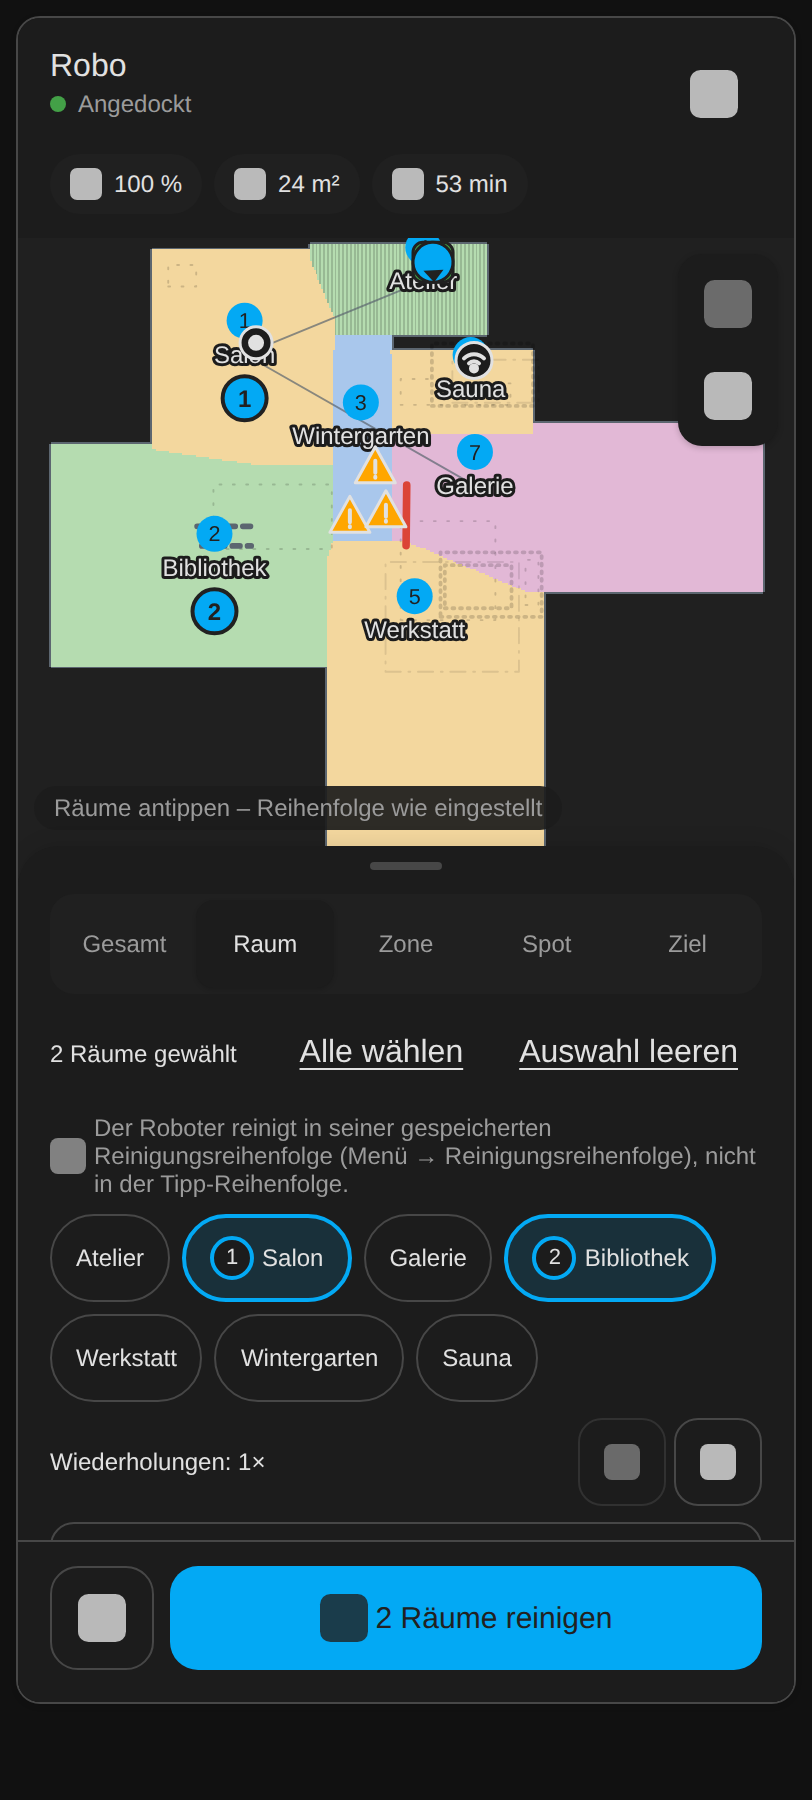 Robo
Angedockt
100 %
24 m²
53 min
Atelier
1
Salon
1
Sauna
3
Wintergarten
7
Galerie
2
Bibliothek
2
5
Werkstatt
Räume antippen – Reihenfolge wie eingestellt
Gesamt
Raum
Zone
Spot
Ziel
2 Räume gewählt
Alle wählen
Auswahl leeren
Der Roboter reinigt in seiner gespeicherten
Reinigungsreihenfolge (Menü → Reinigungsreihenfolge), nicht
in der Tipp-Reihenfolge.
Atelier
1 Salon
Galerie
2 Bibliothek
Werkstatt
Wintergarten
Sauna
Wiederholungen: 1×
2 Räume reinigen